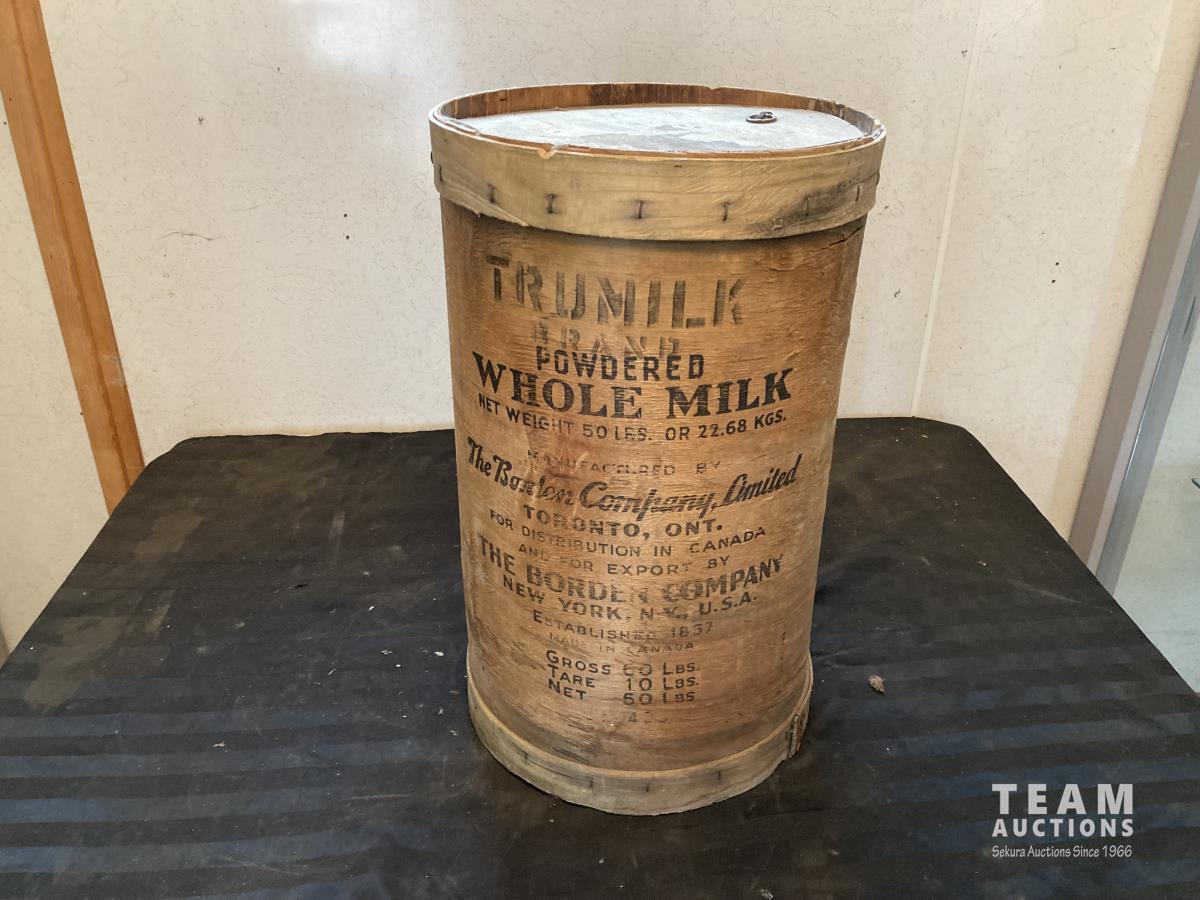 TRUMILK
BRAND
POWDERED
WHOLE MILK
NET WEIGHT 50 LBS. OR 22.68 KGS.
MANUFACTURED BY
The Borden Company, Limited
TORONTO, ONT.
FOR DISTRIBUTION IN CANADA
AND FOR EXPORT BY
THE BORDEN COMPANY
NEW YORK, N.Y., U.S.A.
ESTABLISHED 1857
MADE IN CANADA
GROSS 60 LBS.
TARE 10 LBS.
NET 50 LBS
TEAM
AUCTIONS
Sekura Auctions Since 1966